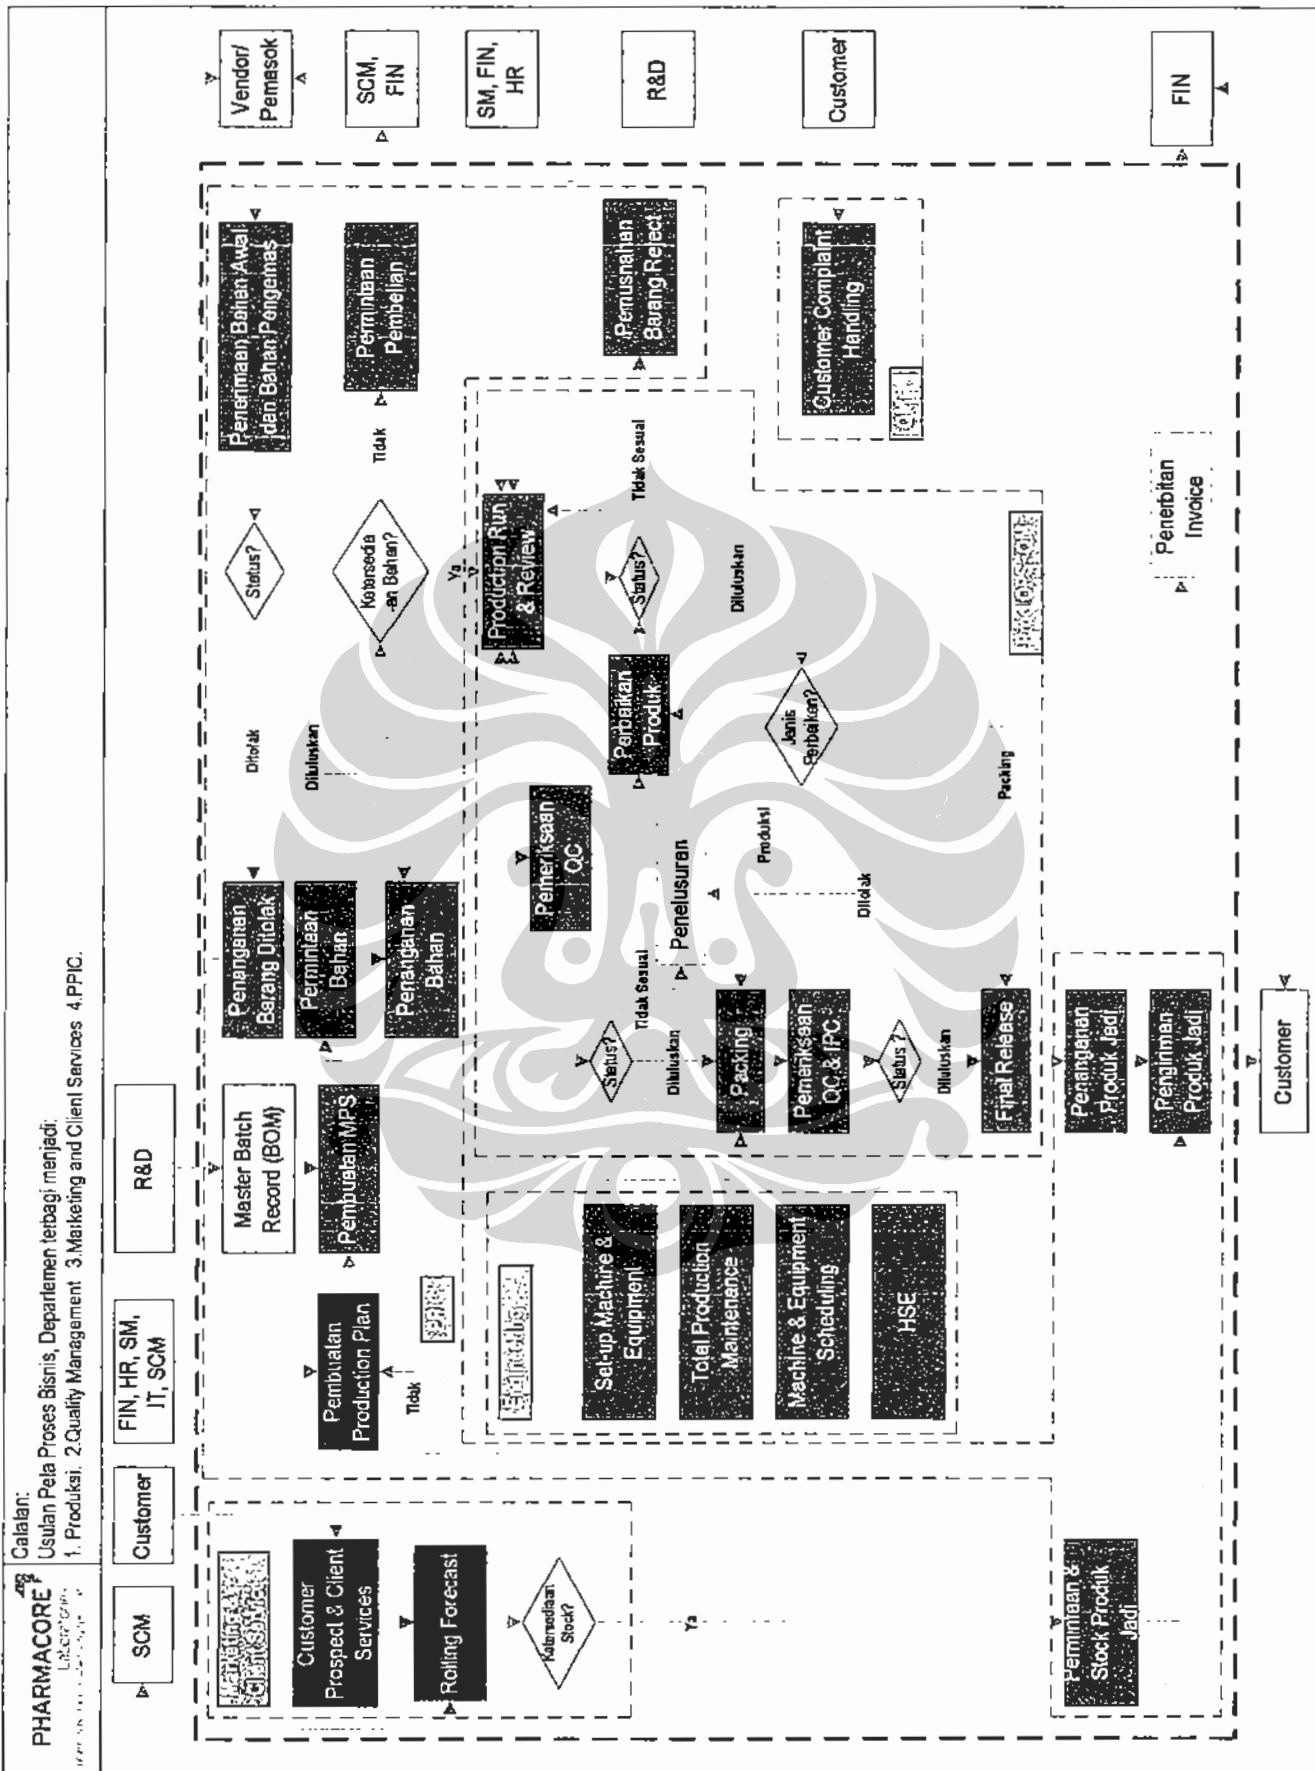 PHARMACORE
Catatan:
Usulan Peta Proses Bisnis, Departemen terbagi menjadi:
1. Produksi. 2.Quality Management 3.Marketing and Client Services 4.PPIC.
SCM
Customer
FIN, HR, SM,
IT, SCM
R&D
Vendor/
Pemasok
SCM,
FIN
SM, FIN,
HR
R&D
Customer
FIN
Customer
Prospect & Client
Services
Rolling Forecast
Ketersediaan
Stock?
Ya
Permintaan &
Stock Produk
Jadi
Pembuatan
Production Plan
Tidak
PPIC
Master Batch
Record (BOM)
Pembuatan MPS
Penanganan
Barang Ditolak
Permintaan
Bahan
Penanganan
Bahan
Ditolak
Diluluskan
Status?
Ketersedia
-an Bahan?
Tidak
Ya
Penerimaan Bahan Awal
dan Bahan Pengemas
Permintaan
Pembelian
Engineering
Set-up Machine &
Equipment
Total Production
Maintenance
Machine & Equipment
Scheduling
HSE
Production Run
& Review
Pemeriksaan
QC
Status?
Tidak Sesuai
Diluluskan
Penelusuran
Perbaikan
Produk
Status?
Tidak Sesuai
Diluluskan
Pemusnahan
Barang Reject
Packing
Pemeriksaan
QC & IPC
Status ?
Diluluskan
Ditolak
Produksi
Jenis
Perbaikan?
Packing
Final Release
Customer Complaint
Handling
Penanganan
Produk Jadi
Pengiriman
Produk Jadi
Penerbitan
Invoice
Customer